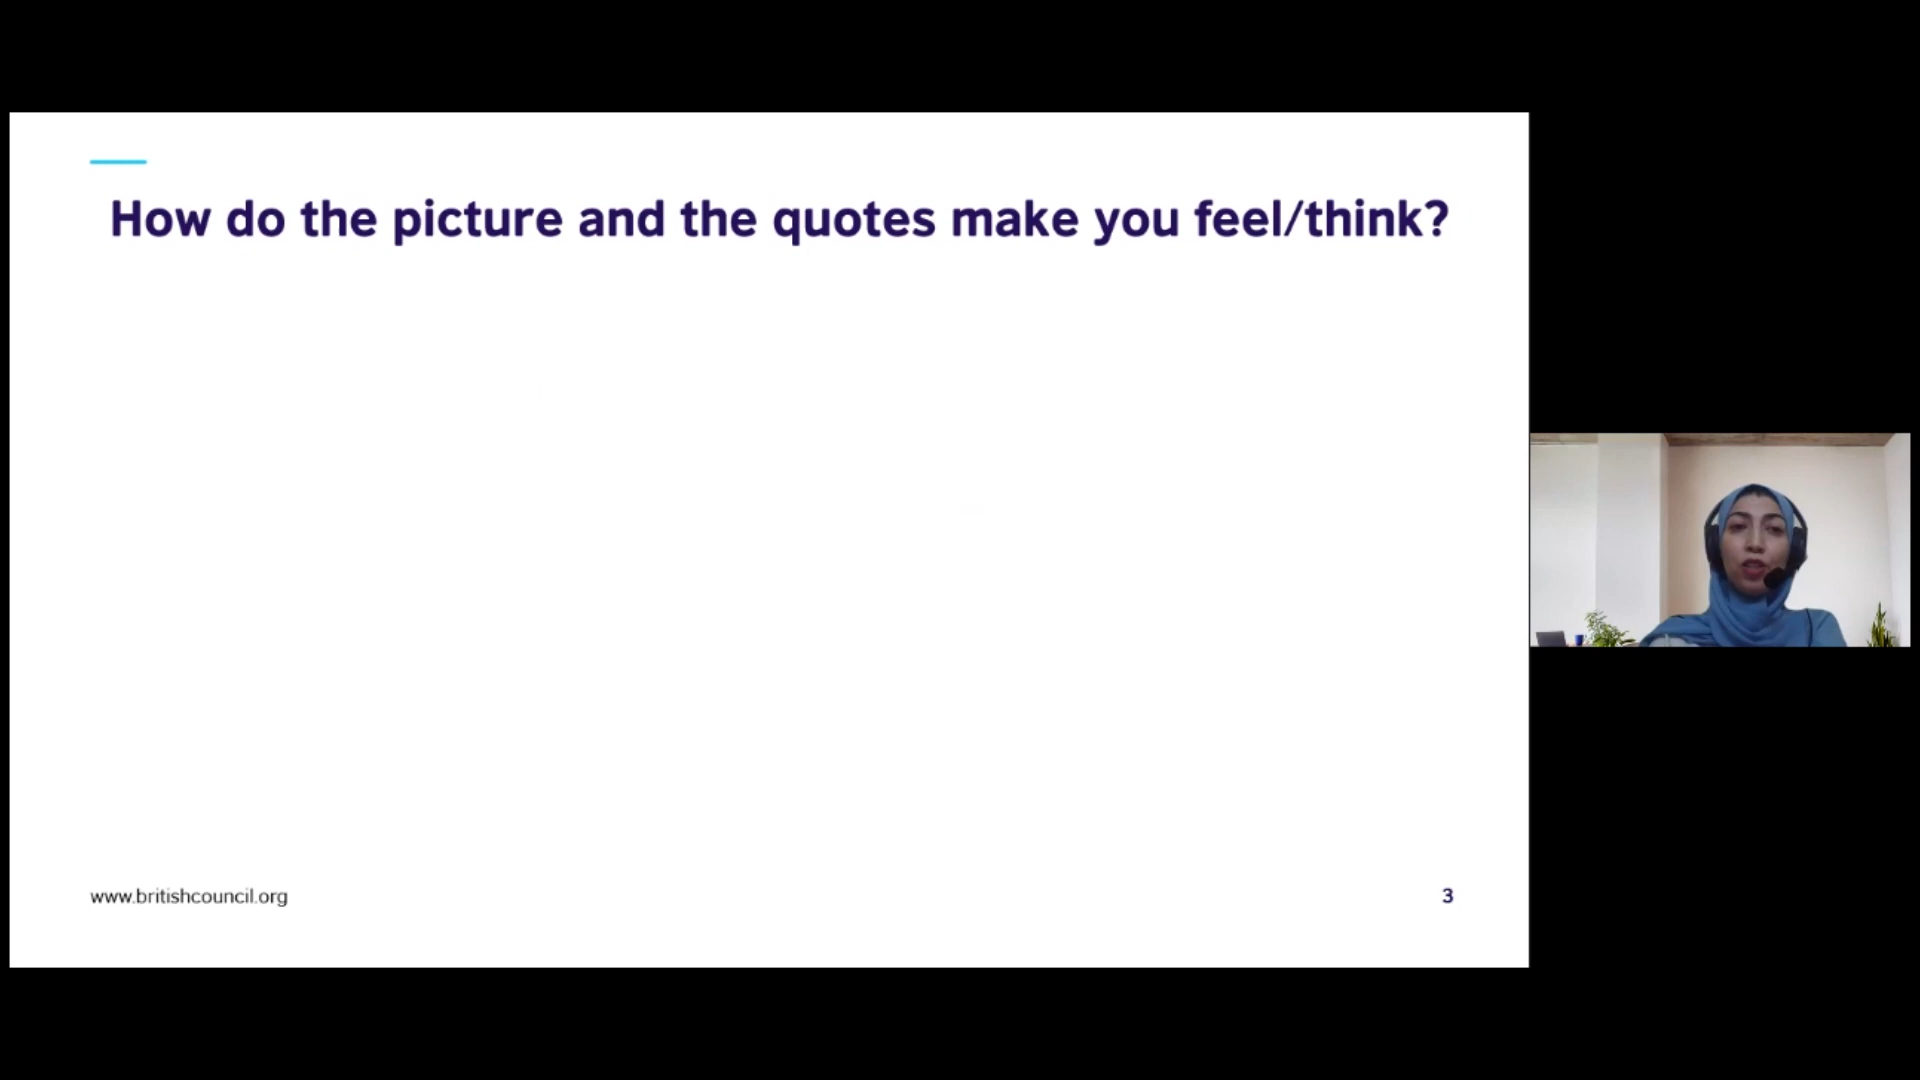 How do the picture and the quotes make you feel/think?
www.britishcouncil.org
3